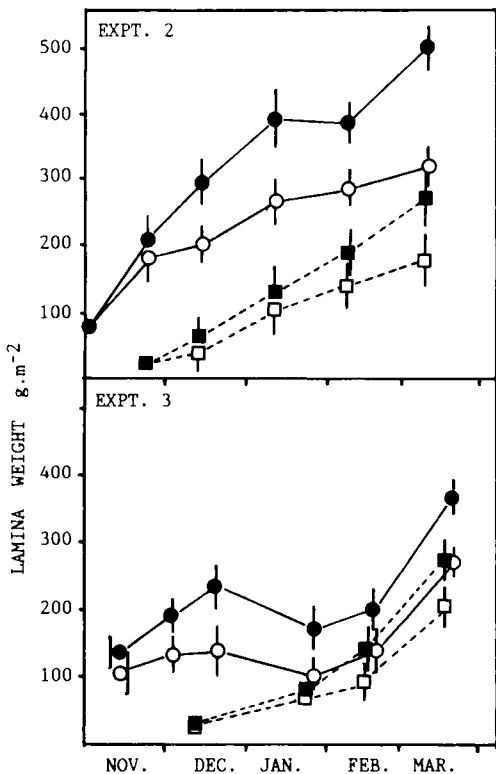 EXPT. 2
500
400
300
200
100
EXPT. 3
400
300
200
100
LAMINA WEIGHT g.m⁻²
NOV. DEC. JAN. FEB. MAR.